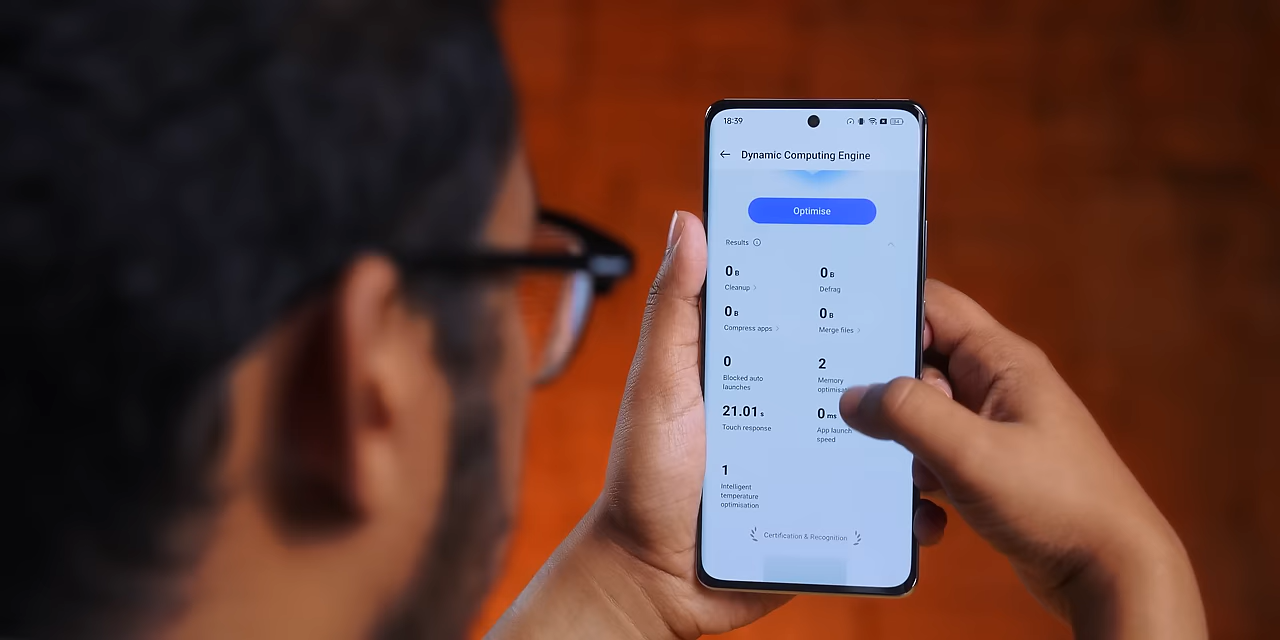 18:39
Dynamic Computing Engine
Optimise
Results
0 B
0 B
Cleanup
Defrag
0 B
0 B
Compress apps
Merge files
0
2
Blocked auto
launches
Memory
21.01 s
0 ms
Touch response
App launch
speed
1
Intelligent
temperature
optimisation
Certification & Recognition